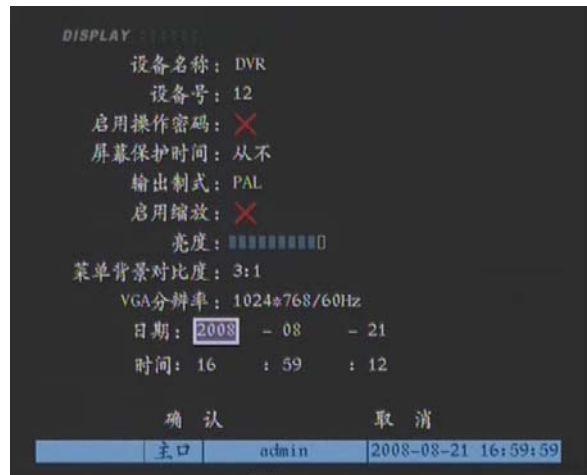 DISPLAY
设备名称: DVR
设备号: 12
启用操作密码:
屏幕保护时间: 从不
输出制式: PAL
启用缩放:
亮度:
菜单背景对比度: 3:1
VGA分辨率: 1024*768/60Hz
日期: 2008 - 08 - 21
时间: 16 : 59 : 12
确 认 取 消
主口 admin 2008-08-21 16:59:59